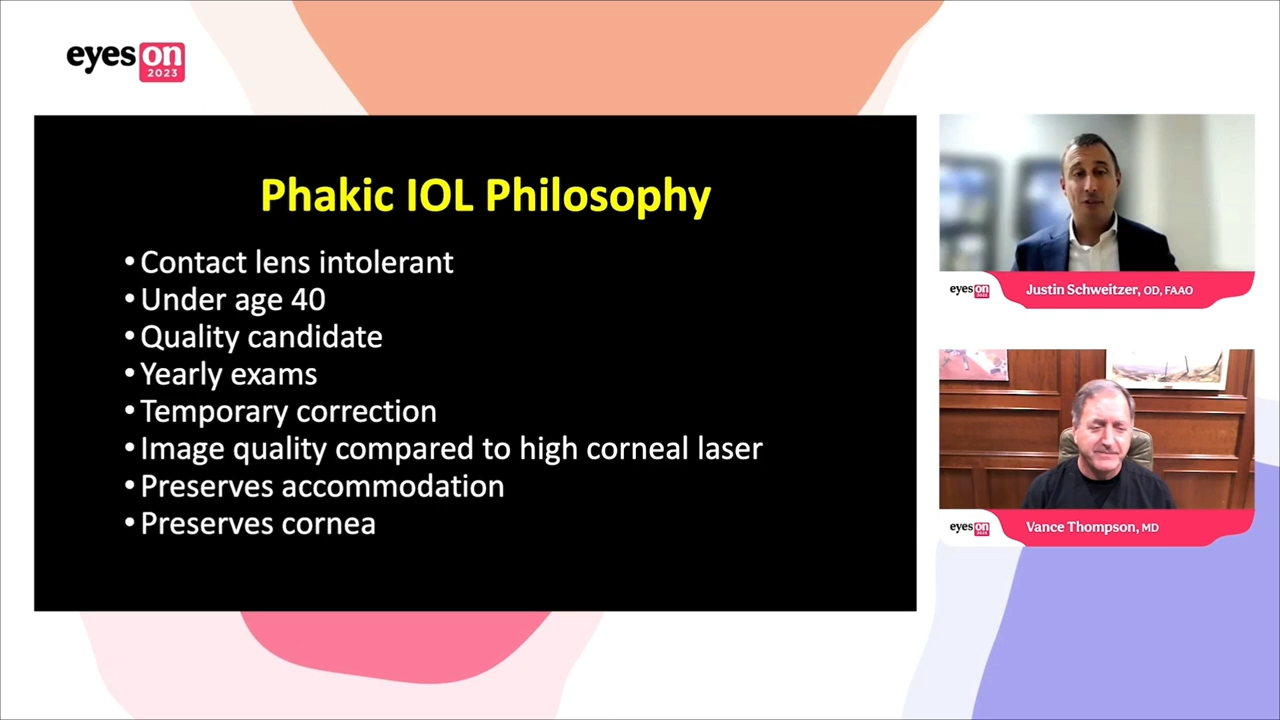 eyes on
2023
Phakic IOL Philosophy
• Contact lens intolerant
• Under age 40
• Quality candidate
• Yearly exams
• Temporary correction
• Image quality compared to high corneal laser
• Preserves accommodation
• Preserves cornea
eyes on
2023
Justin Schweitzer, OD, FAAO
eyes on
2023
Vance Thompson, MD